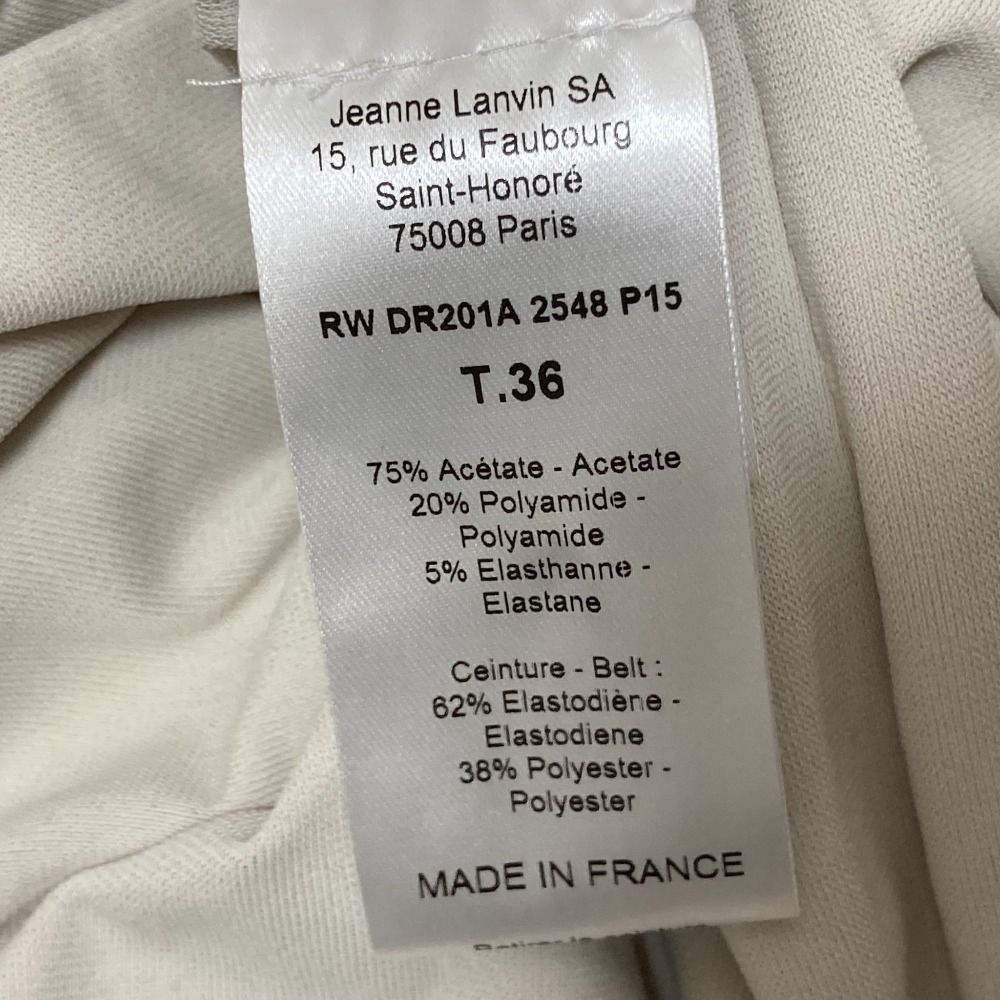 Jeanne Lanvin SA
15, rue du Faubourg
Saint-Honoré
75008 Paris
RW DR201A 2548 P15
T.36
75% Acétate - Acetate
20% Polyamide -
Polyamide
5% Elasthanne -
Elastane
Ceinture - Belt :
62% Elastodiène -
Elastodiene
38% Polyester -
Polyester
MADE IN FRANCE